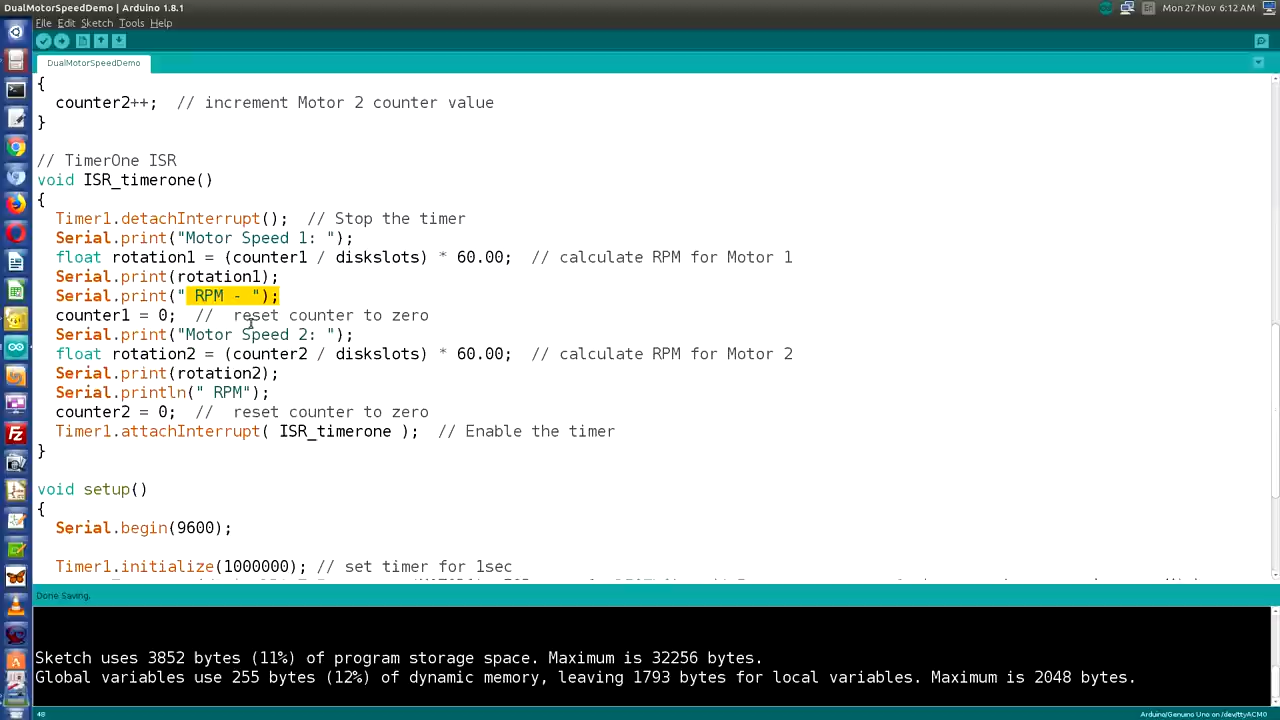 DualMotorSpeedDemo | Arduino 1.8.1
Mon 27 Nov 6:12 AM
File Edit Sketch Tools Help
DualMotorSpeedDemo
{
counter2++;  // increment Motor 2 counter value
}
// TimerOne ISR
void ISR_timerone()
{
Timer1.detachInterrupt();  // Stop the timer
Serial.print("Motor Speed 1: ");
float rotation1 = (counter1 / diskslots) * 60.00;  // calculate RPM for Motor 1
Serial.print(rotation1);
Serial.print(" RPM - ");
counter1 = 0;  //  reset counter to zero
Serial.print("Motor Speed 2: ");
float rotation2 = (counter2 / diskslots) * 60.00;  // calculate RPM for Motor 2
Serial.print(rotation2);
Serial.println(" RPM");
counter2 = 0;  //  reset counter to zero
Timer1.attachInterrupt( ISR_timerone );  // Enable the timer
}
void setup()
{
Serial.begin(9600);
Timer1.initialize(1000000); // set timer for 1sec
Done Saving.
Sketch uses 3852 bytes (11%) of program storage space. Maximum is 32256 bytes.
Global variables use 255 bytes (12%) of dynamic memory, leaving 1793 bytes for local variables. Maximum is 2048 bytes.
48
Arduino/Genuino Uno on /dev/ttyACM0